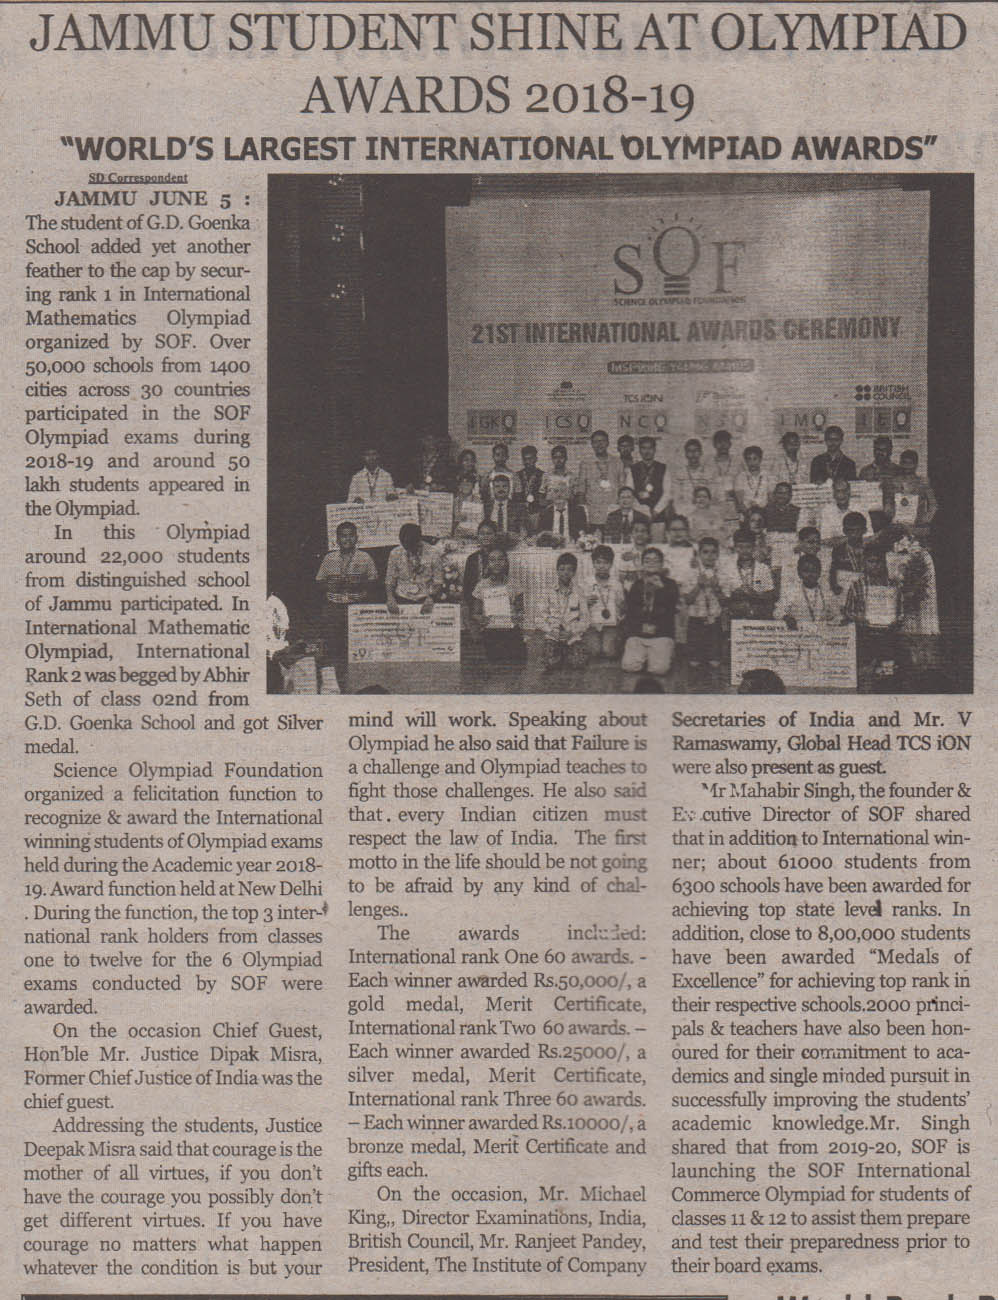 JAMMU STUDENT SHINE AT OLYMPIAD
AWARDS 2018-19
"WORLD'S LARGEST INTERNATIONAL OLYMPIAD AWARDS"
SD Correspondent
JAMMU JUNE 5 :
The student of G.D. Goenka
School added yet another
feather to the cap by secur-
ing rank 1 in International
Mathematics Olympiad
organized by SOF. Over
50,000 schools from 1400
cities across 30 countries
participated in the SOF
Olympiad exams during
2018-19 and around 50
lakh students appeared in
the Olympiad.
In this Olympiad
around 22,000 students
from distinguished school
of Jammu participated. In
International Mathematic
Olympiad, International
Rank 2 was begged by Abhir
Seth of class 02nd from
G.D. Goenka School and got Silver
medal.
Science Olympiad Foundation
organized a felicitation function to
recognize & award the International
winning students of Olympiad exams
held during the Academic year 2018-
19. Award function held at New Delhi
. During the function, the top 3 inter-
national rank holders from classes
one to twelve for the 6 Olympiad
exams conducted by SOF were
awarded.
On the occasion Chief Guest,
Hon'ble Mr. Justice Dipak Misra,
Former Chief Justice of India was the
chief guest.
Addressing the students, Justice
Deepak Misra said that courage is the
mother of all virtues, if you don't
have the courage you possibly don't
get different virtues. If you have
courage no matters what happen
whatever the condition is but your
SOF
SCIENCE OLYMPIAD FOUNDATION
21ST INTERNATIONAL AWARDS CEREMONY
TCS iON
BRITISH
COUNCIL
IGKO ICSO NCO NSO IMO IEO
mind will work. Speaking about
Olympiad he also said that Failure is
a challenge and Olympiad teaches to
fight those challenges. He also said
that . every Indian citizen must
respect the law of India. The first
motto in the life should be not going
to be afraid by any kind of chal-
lenges..
The awards included:
International rank One 60 awards. -
Each winner awarded Rs.50,000/, a
gold medal, Merit Certificate,
International rank Two 60 awards. –
Each winner awarded Rs.25000/, a
silver medal, Merit Certificate,
International rank Three 60 awards.
– Each winner awarded Rs.10000/, a
bronze medal, Merit Certificate and
gifts each.
On the occasion, Mr. Michael
King,, Director Examinations, India,
British Council, Mr. Ranjeet Pandey,
President, The Institute of Company
Secretaries of India and Mr. V
Ramaswamy, Global Head TCS iON
were also present as guest.
Mr Mahabir Singh, the founder &
Executive Director of SOF shared
that in addition to International win-
ner; about 61000 students from
6300 schools have been awarded for
achieving top state level ranks. In
addition, close to 8,00,000 students
have been awarded "Medals of
Excellence" for achieving top rank in
their respective schools.2000 princi-
pals & teachers have also been hon-
oured for their commitment to aca-
demics and single minded pursuit in
successfully improving the students'
academic knowledge.Mr. Singh
shared that from 2019-20, SOF is
launching the SOF International
Commerce Olympiad for students of
classes 11 & 12 to assist them prepare
and test their preparedness prior to
their board exams.